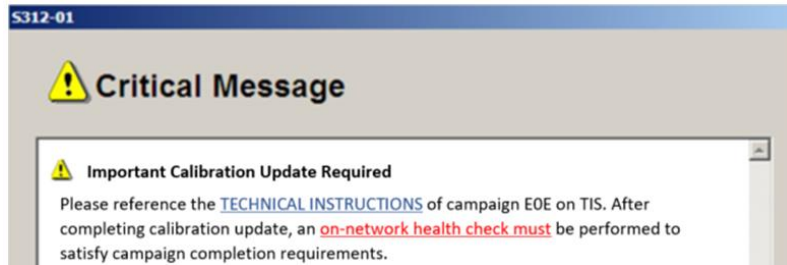 S312-01
Critical Message
Important Calibration Update Required
Please reference the TECHNICAL INSTRUCTIONS of campaign E0E on TIS. After
completing calibration update, an on-network health check must be performed to
satisfy campaign completion requirements.